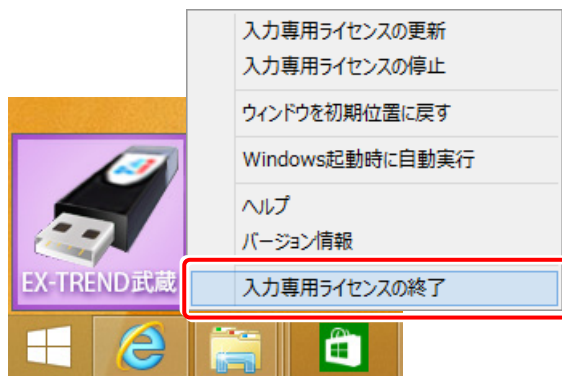 入力専用ライセンスの更新
入力専用ライセンスの停止
ウィンドウを初期位置に戻す
Windows起動時に自動実行
ヘルプ
バージョン情報
入力専用ライセンスの終了
EX-TREND武蔵